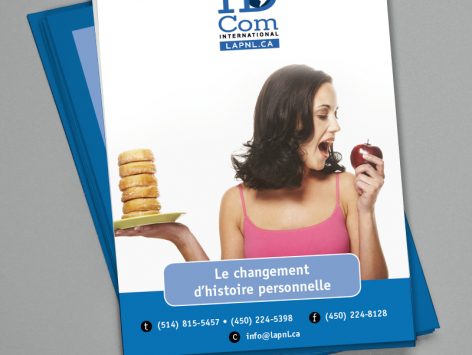 Com
INTERNATIONAL
LAPNL.CA
Le changement
d'histoire personnelle
t (514) 815-5457 • (450) 224-5398 f (450) 224-8128
c info@lapnl.ca